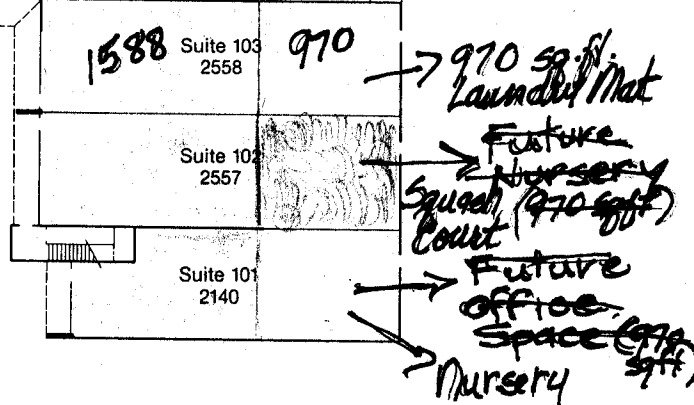 1588 Suite 103 970
2558
970 sq.ft.
Laundry Mat
Suite 102
2557
Future
Nursery
Squash (970 sqft)
Court
Suite 101
2140
Future
office
Space (970
sqft)
Nursery